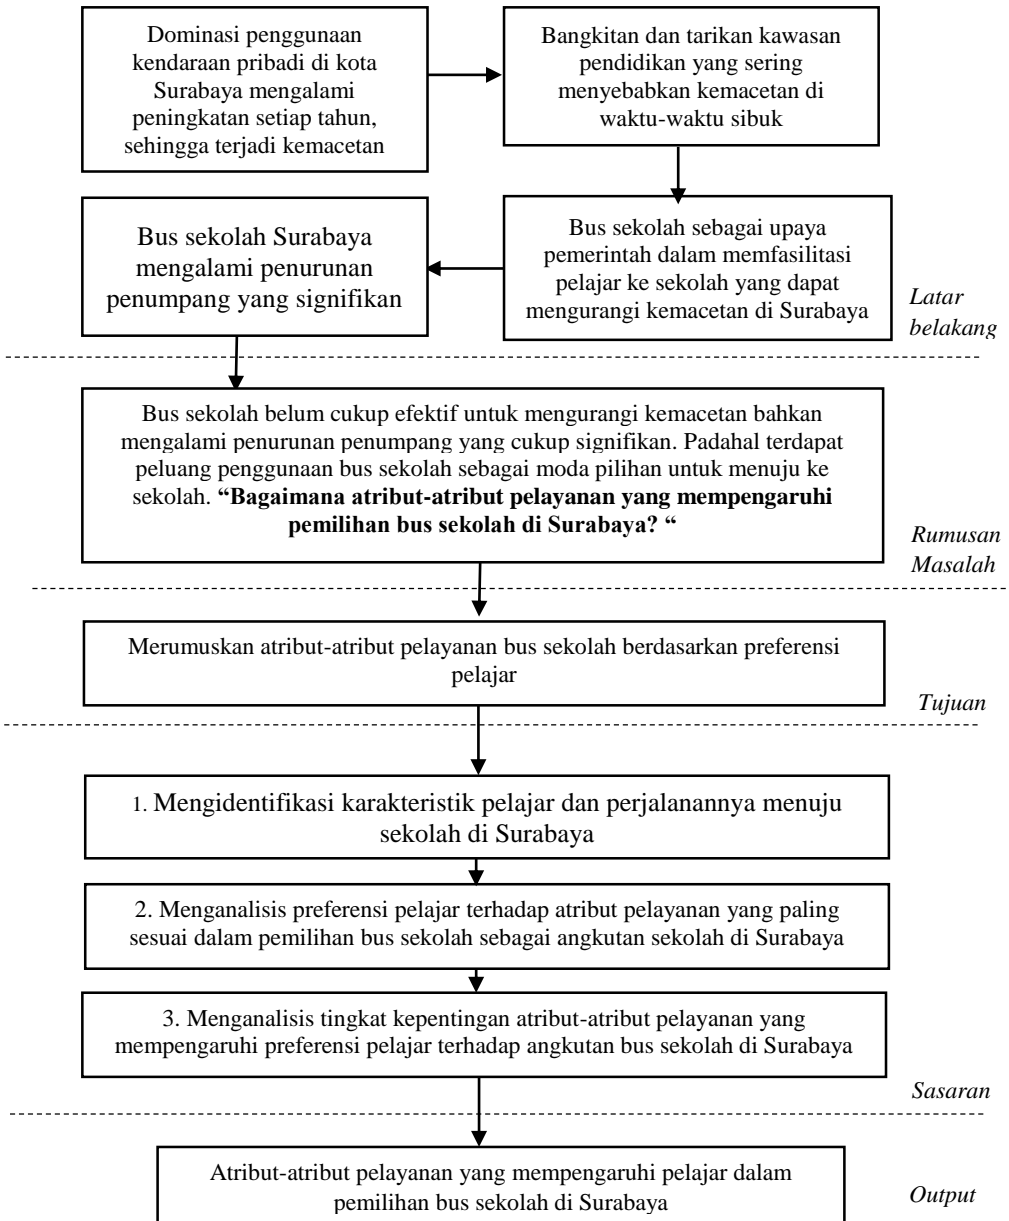 Dominasi penggunaan
kendaraan pribadi di kota
Surabaya mengalami
peningkatan setiap tahun,
sehingga terjadi kemacetan
Bangkitan dan tarikan kawasan
pendidikan yang sering
menyebabkan kemacetan di
waktu-waktu sibuk
Bus sekolah sebagai upaya
pemerintah dalam memfasilitasi
pelajar ke sekolah yang dapat
mengurangi kemacetan di Surabaya
Bus sekolah Surabaya
mengalami penurunan
penumpang yang signifikan
Latar
belakang
Bus sekolah belum cukup efektif untuk mengurangi kemacetan bahkan
mengalami penurunan penumpang yang cukup signifikan. Padahal terdapat
peluang penggunaan bus sekolah sebagai moda pilihan untuk menuju ke
sekolah. “Bagaimana atribut-atribut pelayanan yang mempengaruhi
pemilihan bus sekolah di Surabaya? “
Rumusan
Masalah
Merumuskan atribut-atribut pelayanan bus sekolah berdasarkan preferensi
pelajar
Tujuan
1. Mengidentifikasi karakteristik pelajar dan perjalanannya menuju
sekolah di Surabaya
2. Menganalisis preferensi pelajar terhadap atribut pelayanan yang paling
sesuai dalam pemilihan bus sekolah sebagai angkutan sekolah di Surabaya
3. Menganalisis tingkat kepentingan atribut-atribut pelayanan yang
mempengaruhi preferensi pelajar terhadap angkutan bus sekolah di Surabaya
Sasaran
Atribut-atribut pelayanan yang mempengaruhi pelajar dalam
pemilihan bus sekolah di Surabaya
Output